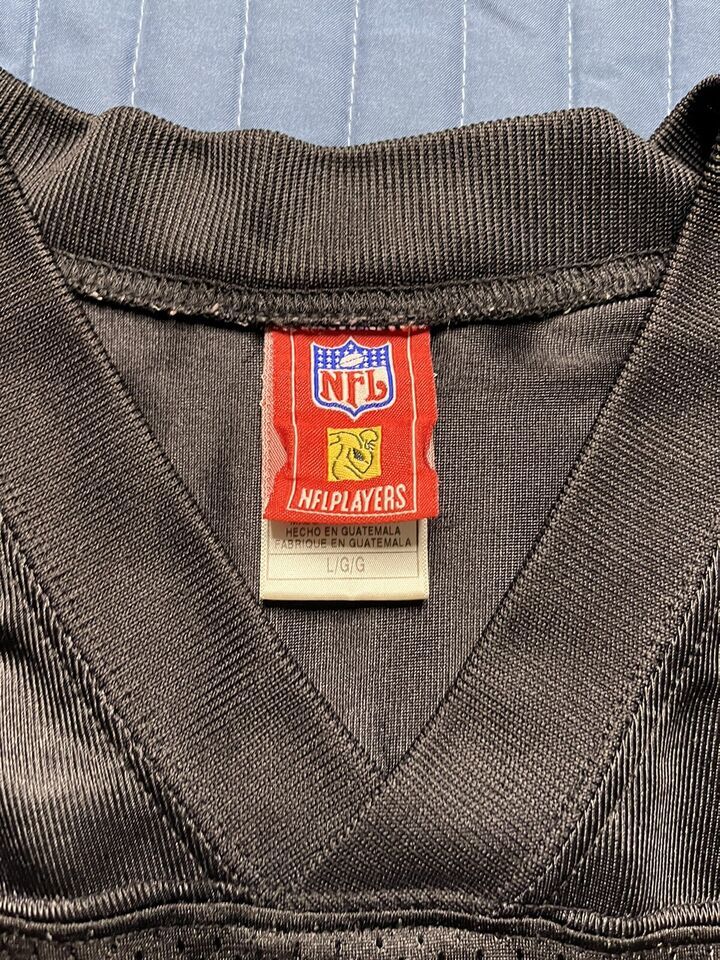 NFL
NFLPLAYERS
HECHO EN GUATEMALA
FABRIQUE EN GUATEMALA
L/G/G